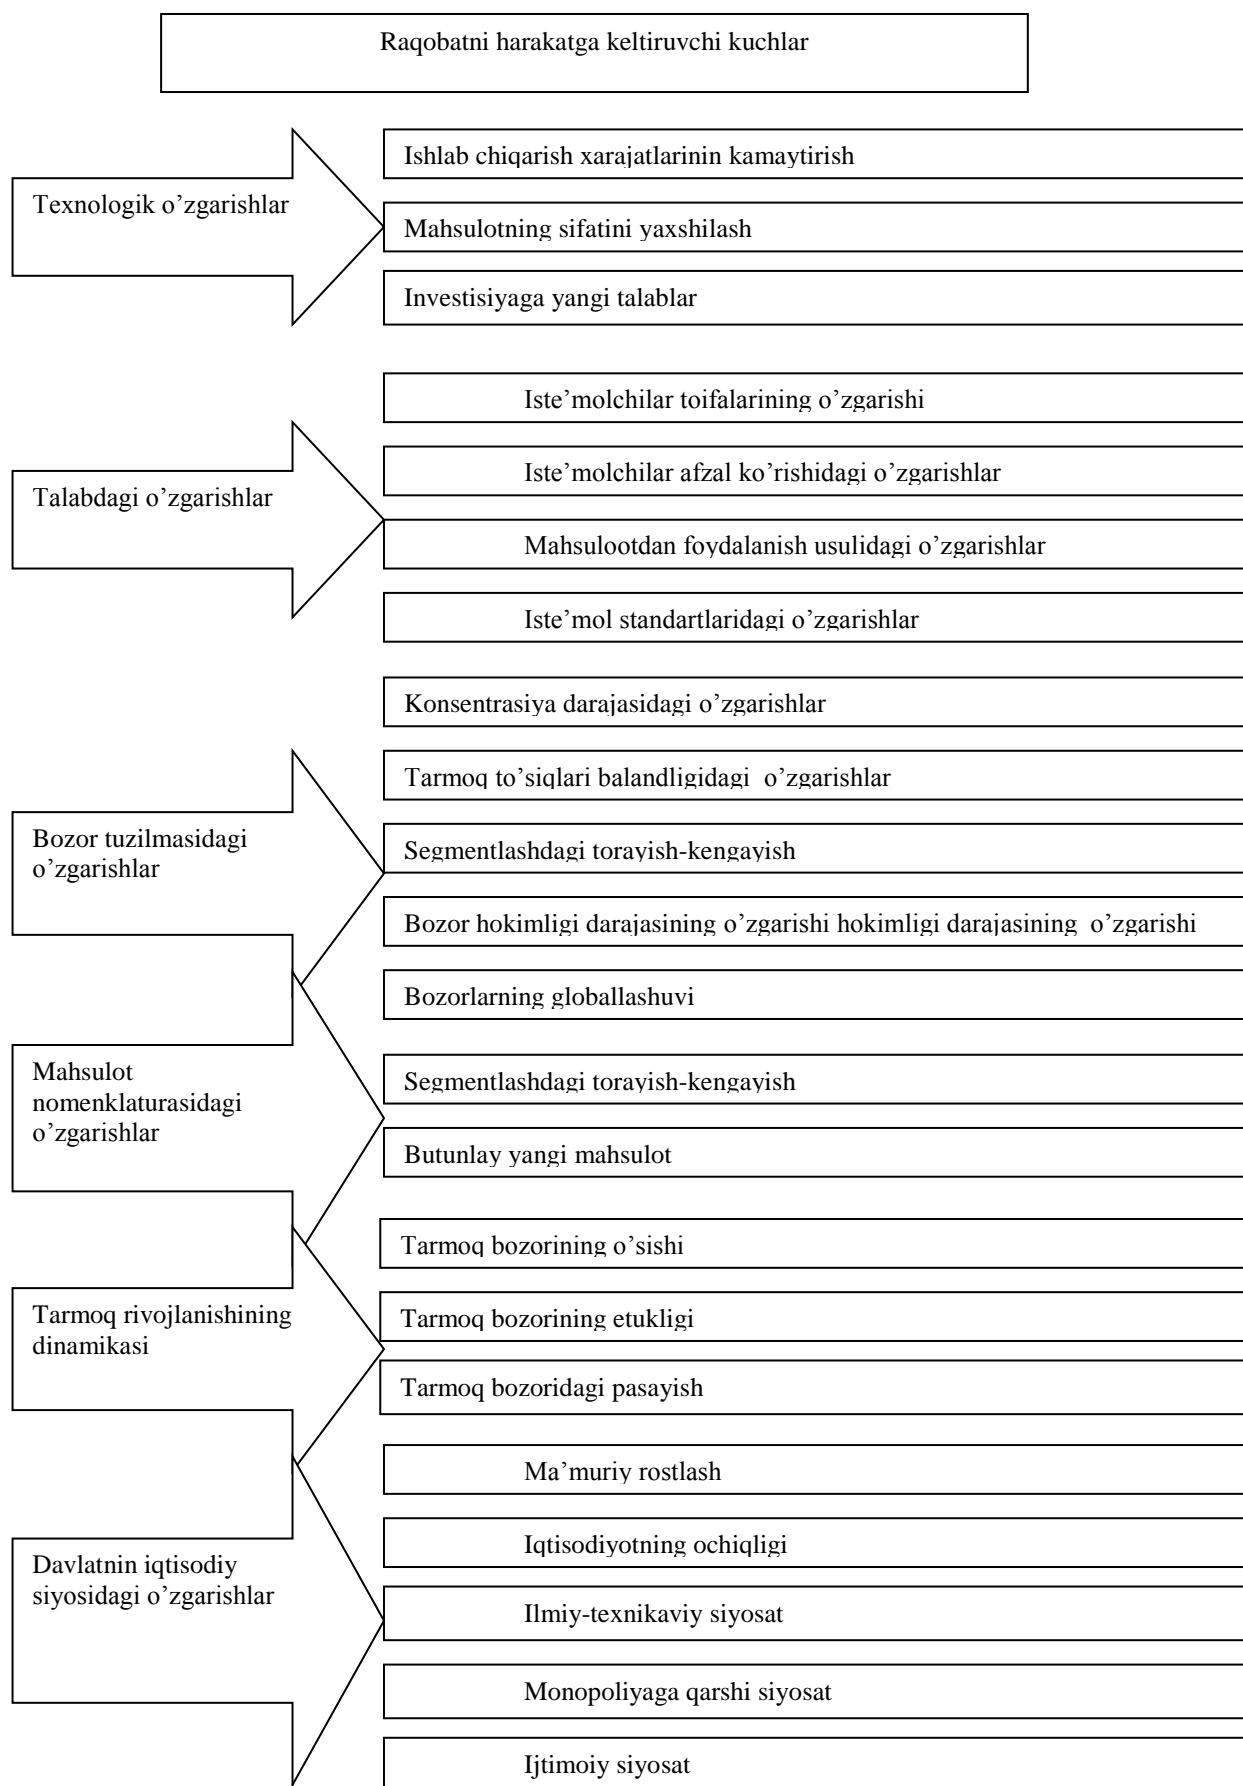 Raqobatni harakatga keltiruvchi kuchlar
Texnologik o’zgarishlar
Ishlab chiqarish xarajatlarinin kamaytirish
Mahsulotning sifatini yaxshilash
Investisiyaga yangi talablar
Talabdagi o’zgarishlar
Iste’molchilar toifalarining o’zgarishi
Iste’molchilar afzal ko’rishidagi o’zgarishlar
Mahsulootdan foydalanish usulidagi o’zgarishlar
Iste’mol standartlaridagi o’zgarishlar
Bozor tuzilmasidagi
o’zgarishlar
Konsentrasiya darajasidagi o’zgarishlar
Tarmoq to’siqlari balandligidagi  o’zgarishlar
Segmentlashdagi torayish-kengayish
Bozor hokimligi darajasining o’zgarishi hokimligi darajasining  o’zgarishi
Bozorlarning globallashuvi
Mahsulot
nomenklaturasidagi
o’zgarishlar
Segmentlashdagi torayish-kengayish
Butunlay yangi mahsulot
Tarmoq rivojlanishining
dinamikasi
Tarmoq bozorining o’sishi
Tarmoq bozorining etukligi
Tarmoq bozoridagi pasayish
Davlatnin iqtisodiy
siyosidagi o’zgarishlar
Ma’muriy rostlash
Iqtisodiyotning ochiqligi
Ilmiy-texnikaviy siyosat
Monopoliyaga qarshi siyosat
Ijtimoiy siyosat